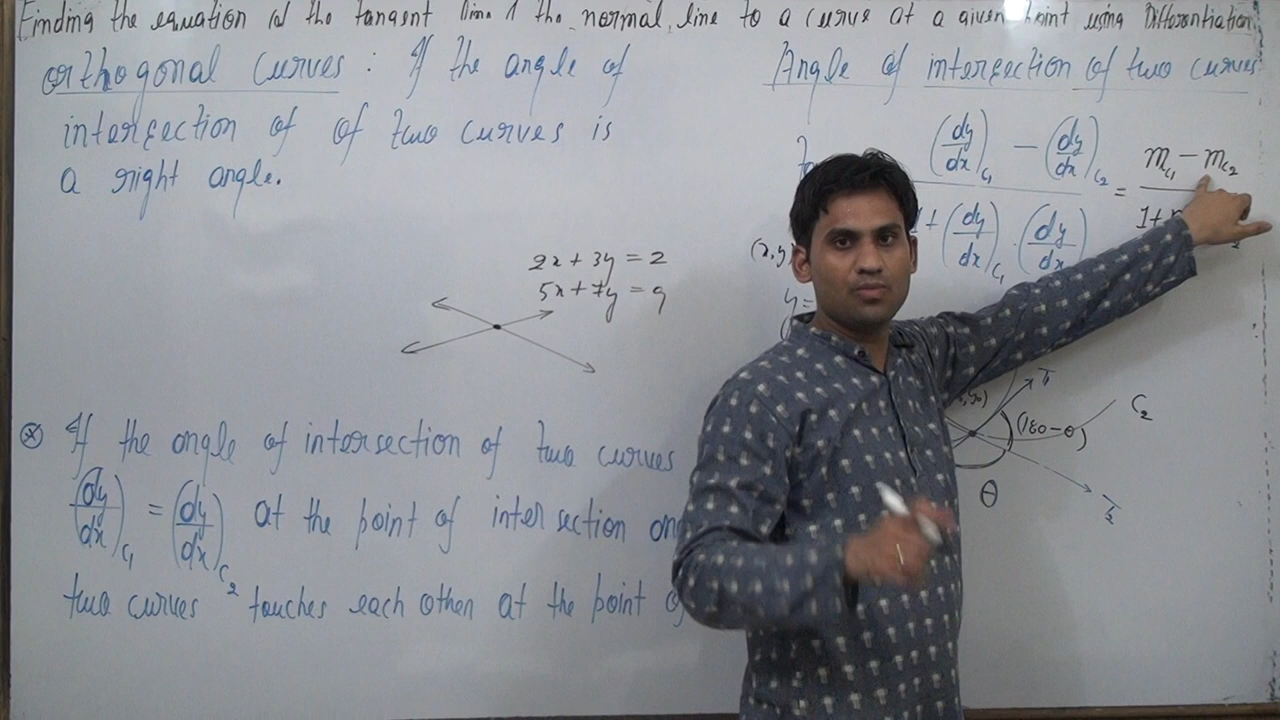 Finding the equation of the tangent line & the normal line to a curve at a given point using Differentiation
orthogonal curves : If the angle of
intersection of of two curves is
a right angle.
2x + 3y = 2
5x + 7y = 9
If the angle of intersection of two curves
(dy/dx)C1 = (dy/dx)C2 at the point of intersection
two curves touches each other at the point
Angle of intersection of two curves
(dy/dx)C1 − (dy/dx)C2 = mC1 − mC2
+ (dy/dx)C1 . (dy/dx) 1+
(x,y
y=
T1
C2
(180−θ)
θ
T2